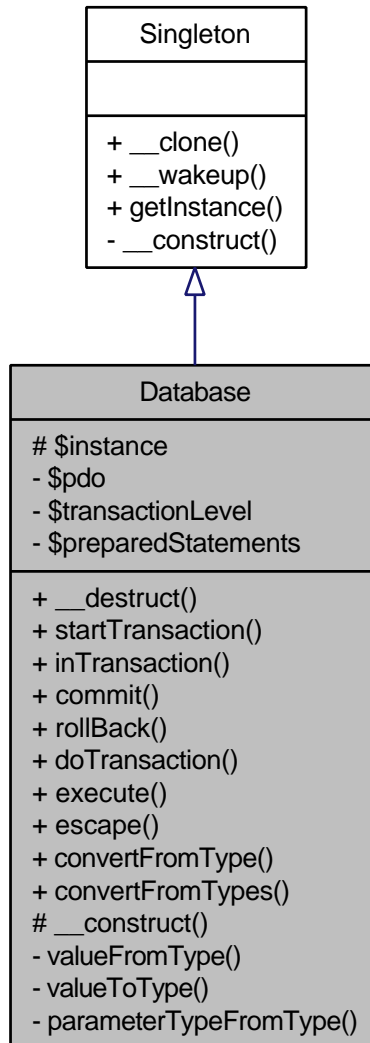 Singleton
+ __clone()
+ __wakeup()
+ getInstance()
- __construct()
Database
# $instance
- $pdo
- $transactionLevel
- $preparedStatements
+ __destruct()
+ startTransaction()
+ inTransaction()
+ commit()
+ rollBack()
+ doTransaction()
+ execute()
+ escape()
+ convertFromType()
+ convertFromTypes()
# __construct()
- valueFromType()
- valueToType()
- parameterTypeFromType()